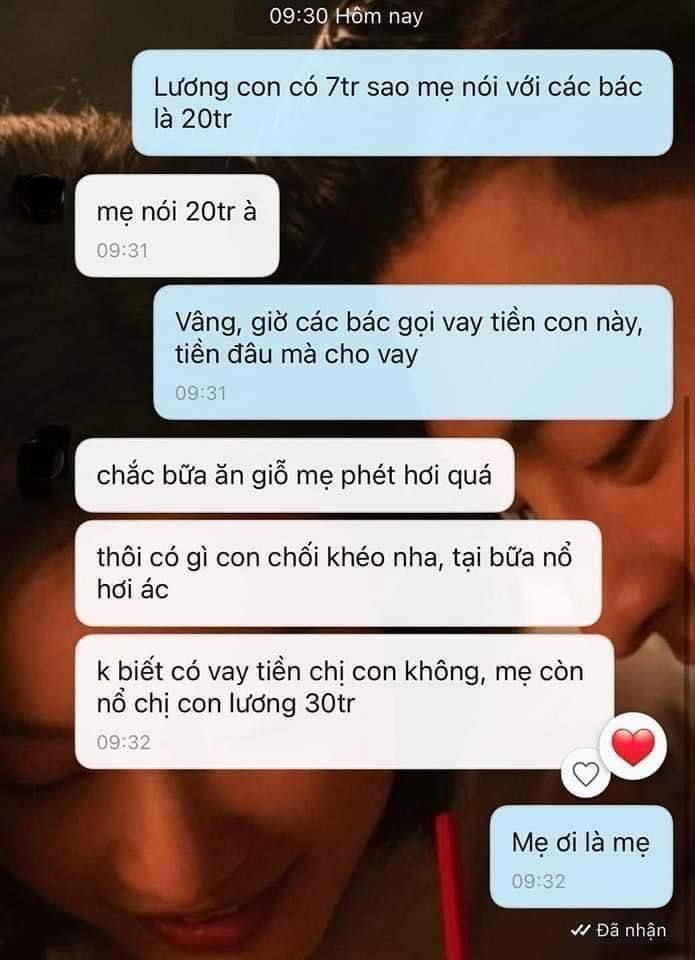 09:30 Hôm nay
Lương con có 7tr sao mẹ nói với các bác
là 20tr
mẹ nói 20tr à
09:31
Vâng, giờ các bác gọi vay tiền con này,
tiền đâu mà cho vay
09:31
chắc bữa ăn giỗ mẹ phét hơi quá
thôi có gì con chối khéo nha, tại bữa nổ
hơi ác
k biết có vay tiền chị con không, mẹ còn
nổ chị con lương 30tr
09:32
Mẹ ơi là mẹ
09:32
Đã nhận